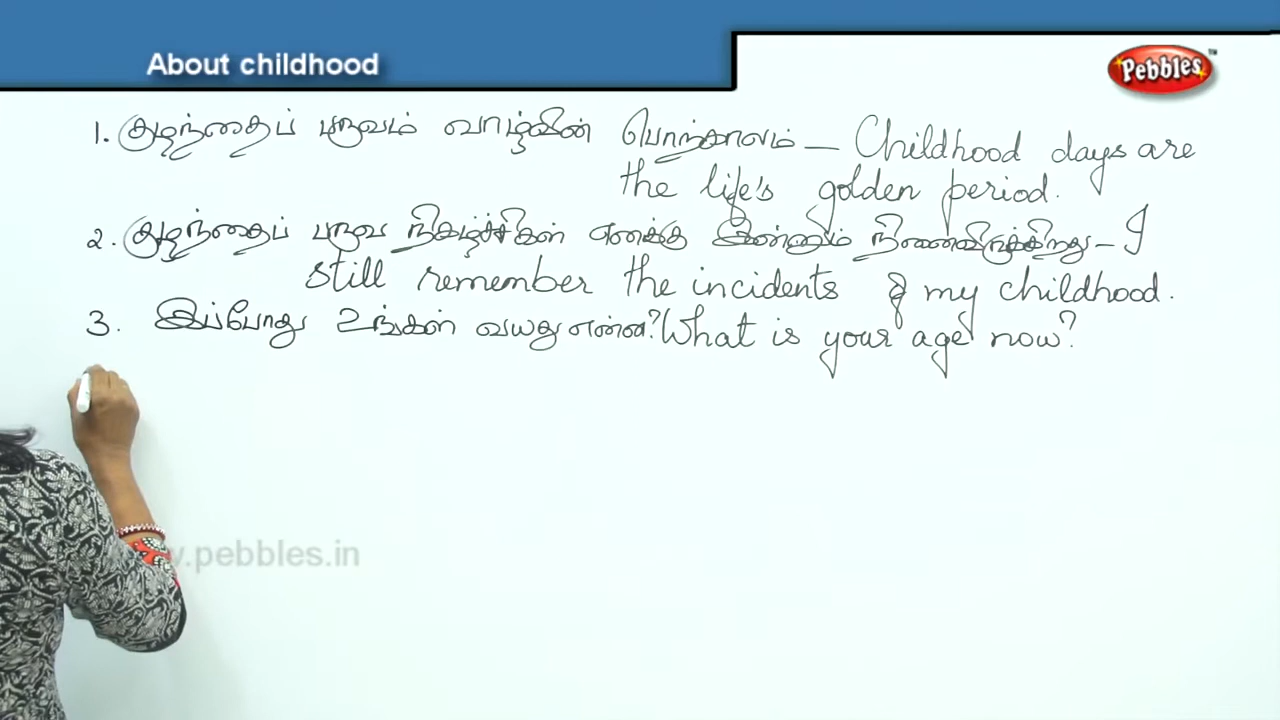 About childhood
Pebbles™
1. குழந்தைப் பருவம் வாழ்வின் பொற்காலம் – Childhood days are
the life's golden period.
2. குழந்தைப் பருவ நிகழ்ச்சிகள் எனக்கு இன்னும் நினைவிருக்கிறது – I
still remember the incidents of my childhood.
3. இப்போது உங்கள் வயது என்ன? What is your age now?
www.pebbles.in